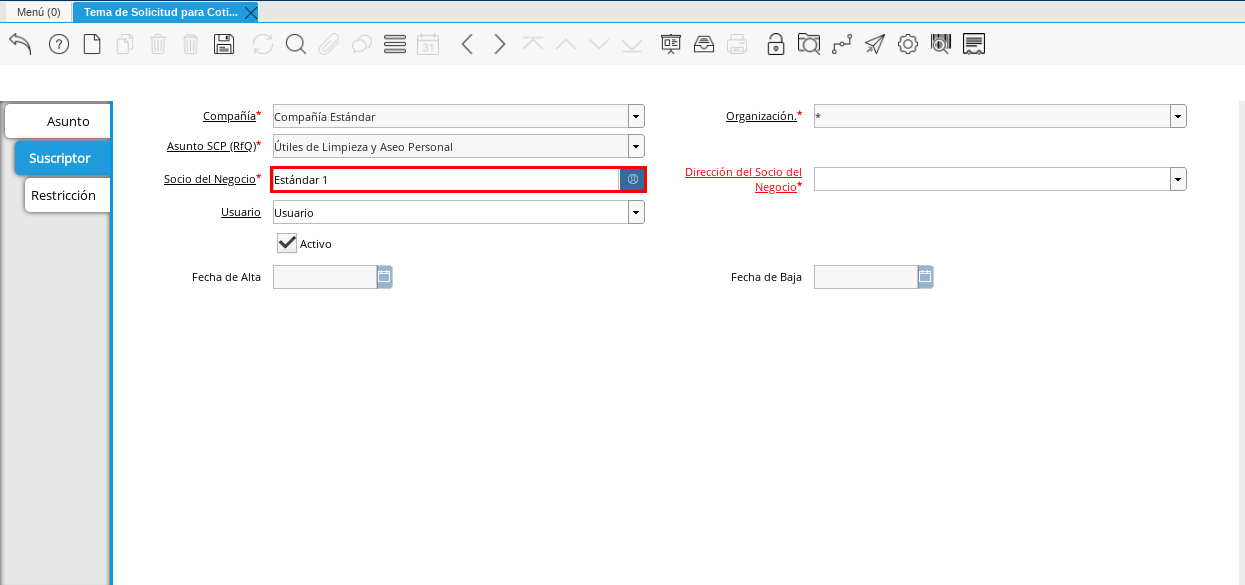 Menú (0)
Tema de Solicitud para Coti...
31
Asunto
Suscriptor
Restricción
Compañía* Compañía Estándar
Organización.* *
Asunto SCP (RfQ)* Útiles de Limpieza y Aseo Personal
Socio del Negocio* Estándar 1
Dirección del Socio del
Negocio*
Usuario Usuario
Activo
Fecha de Alta
Fecha de Baja